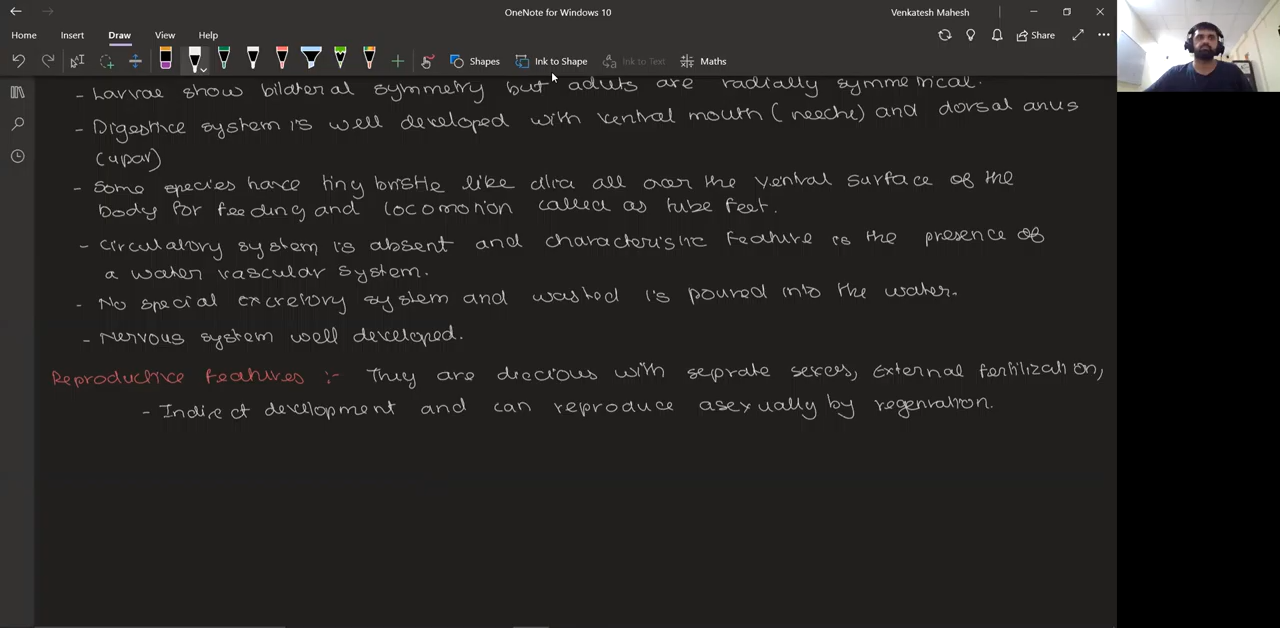 OneNote for Windows 10
Venkatesh Mahesh
Home Insert Draw View Help
Share
Shapes Ink to Shape Ink to Text Maths
- Larvae show bilateral symmetry but adults are radially symmetrical.
- Digestice system is well developed with ventral mouth (neeche) and dorsal anus
(upar)
- Some species have tiny bristle like cilia all over the ventral surface of the
body for feeding and locomotion called as tube feet.
- Circulatory system is absent and characteristic feature is the presence of
a water vascular system.
- No special excretory system and washed is poured into the water.
- Nervous system well developed.
Reproductive features :- They are diecious with seprate sexes, External fertilization,
- Indirect development and can reproduce asexually by regenration.